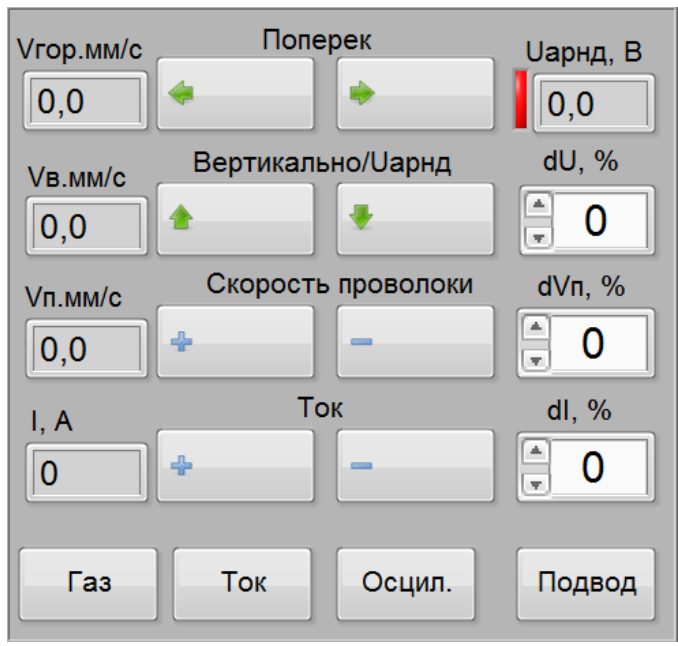 Vгор.мм/с Поперек Uарнд, В
0,0 0,0
Vв.мм/с Вертикально/Uарнд dU, %
0,0 0
Vп.мм/с Скорость проволоки dVп, %
0,0 0
I, А Ток dI, %
0 0
Газ Ток Осцил. Подвод